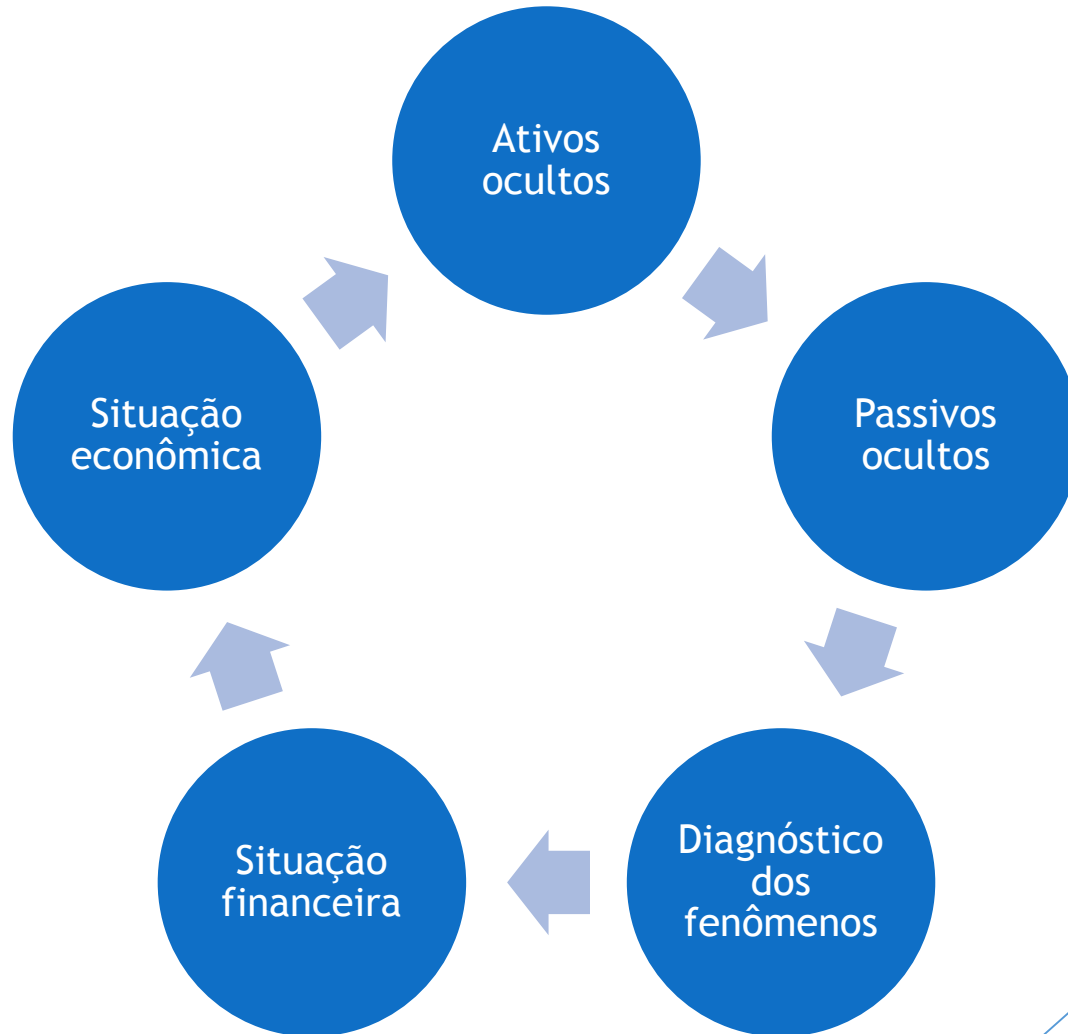 Ativos
ocultos
Passivos
ocultos
Diagnóstico
dos
fenômenos
Situação
financeira
Situação
econômica